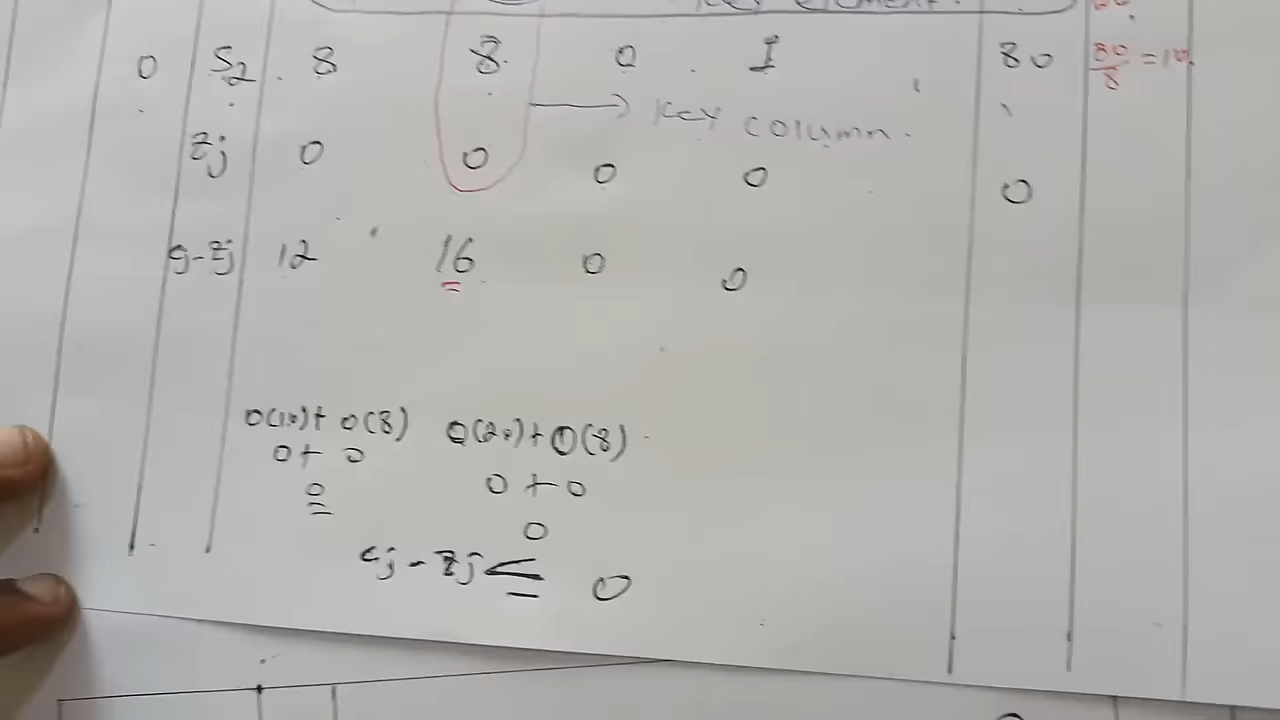 key element.
0 S2 8 8 0 1 80 80/8 = 10
→ Key column.
Zj 0 0 0 0 0
Cj-Zj 12 16 0 0
0(10)+ 0(8) 0(20)+0(8)
0+ 0 0+0
0 0
Cj - Zj ≤ 0